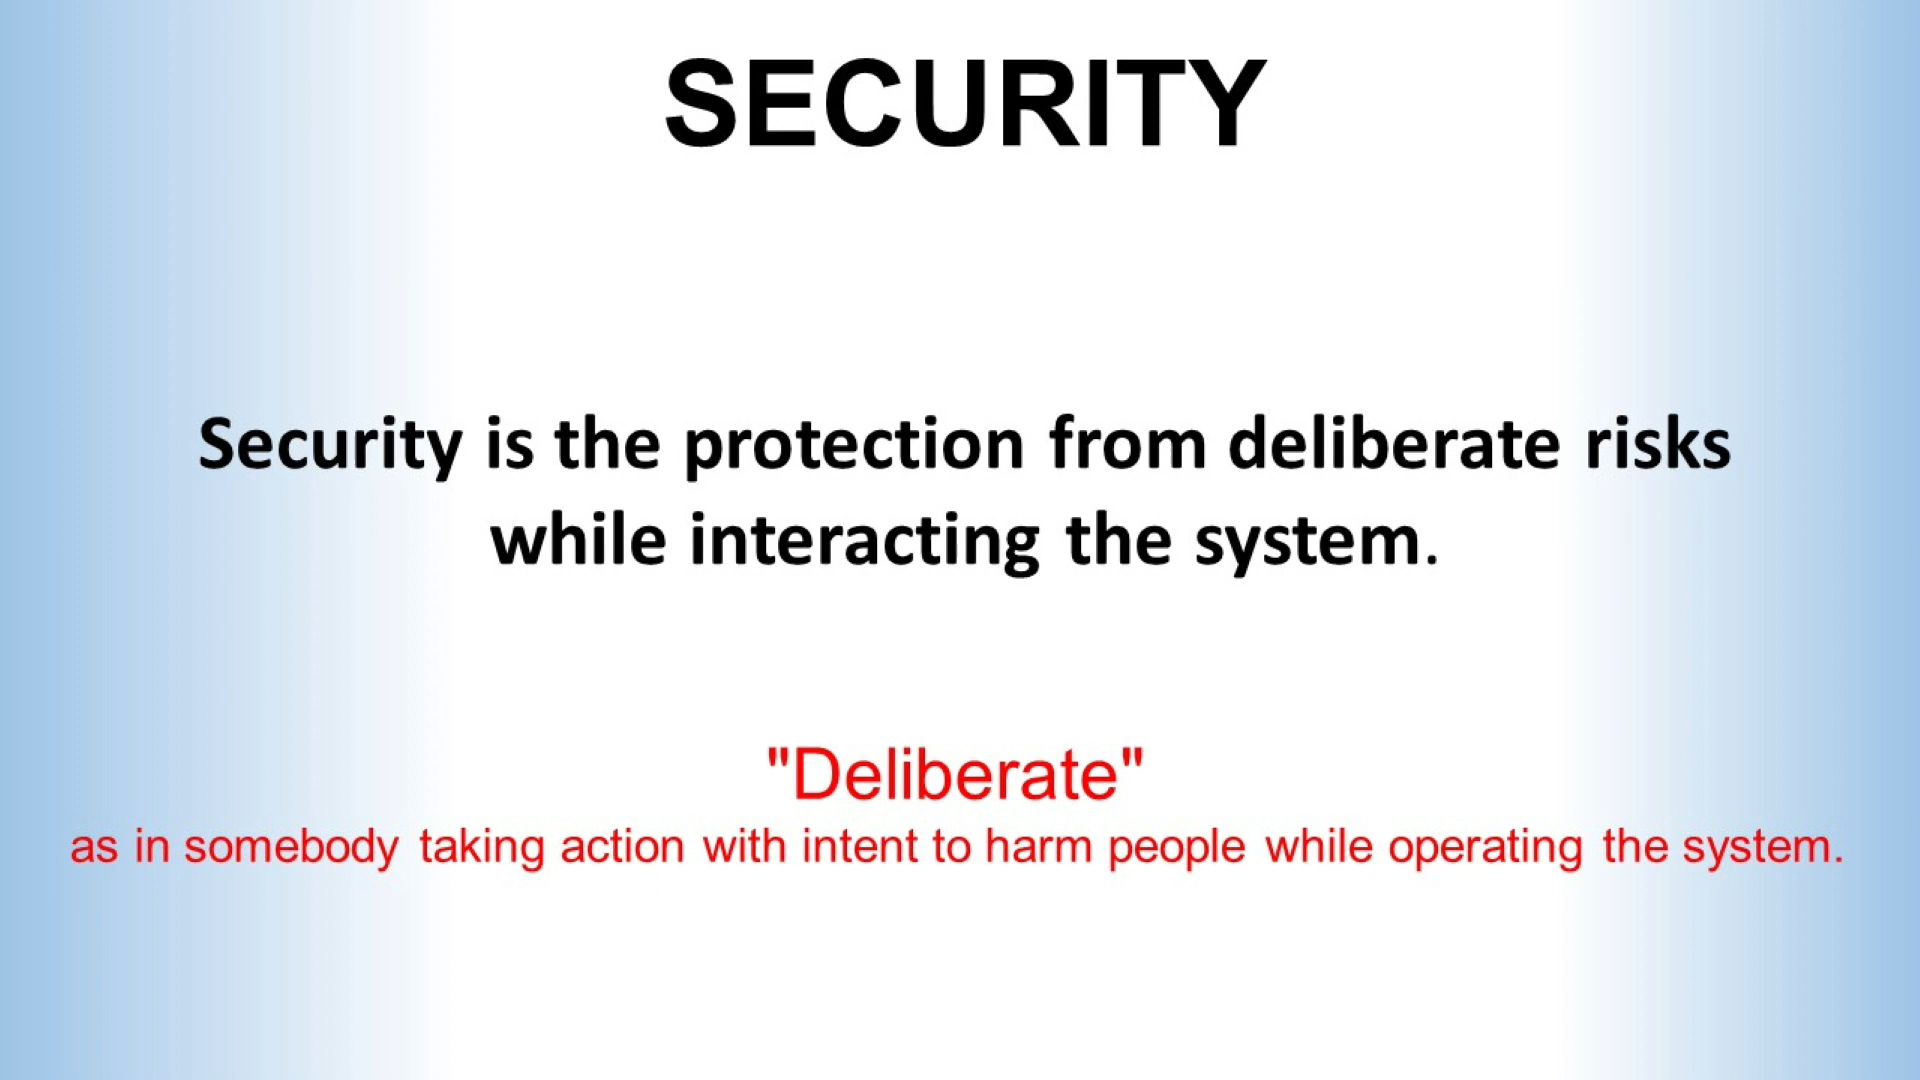 SECURITY
Security is the protection from deliberate risks
while interacting the system.
"Deliberate"
as in somebody taking action with intent to harm people while operating the system.